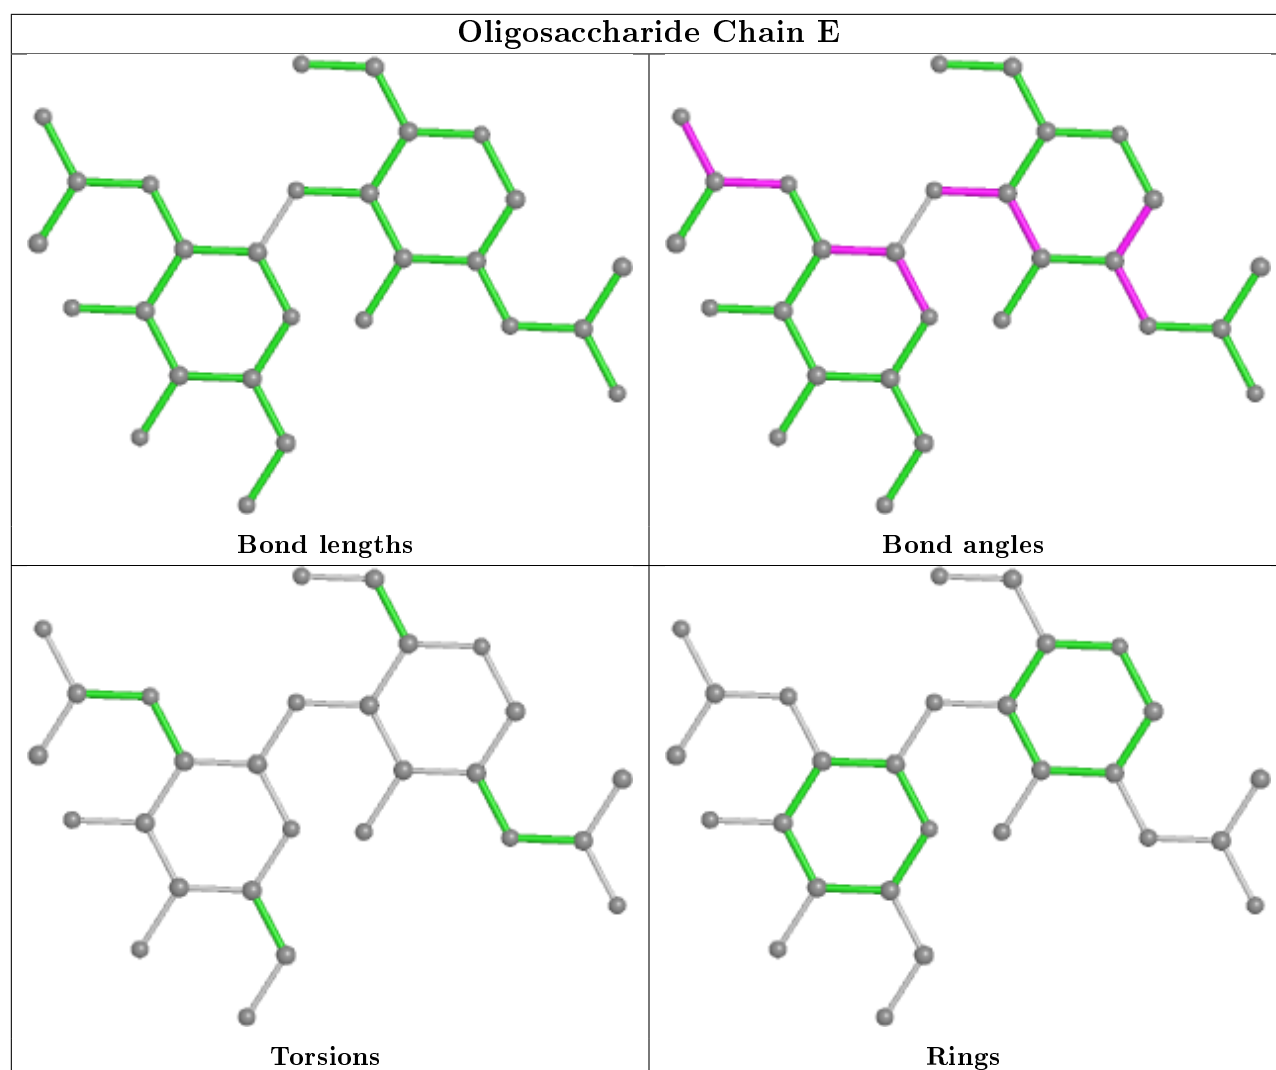 Oligosaccharide Chain E
Bond lengths
Bond angles
Torsions
Rings